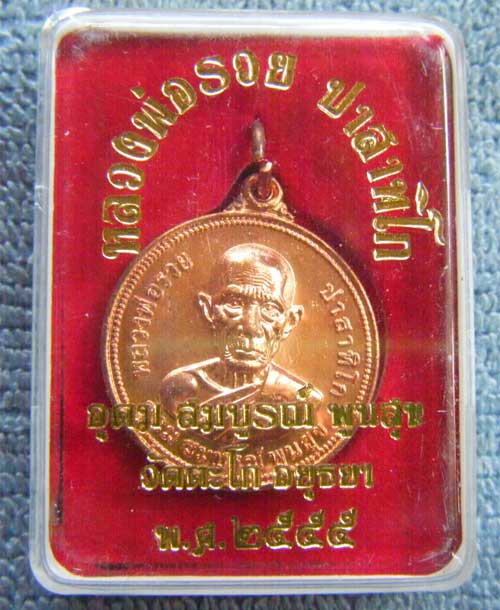 หลวงพ่อรวย ปาสาทิโก
หลวงพ่อรวย
ปาสาทิโก
อุดม สมบูรณ์ พูนสุข
วัดตะโก อยุธยา
พ.ศ.๒๕๕๕